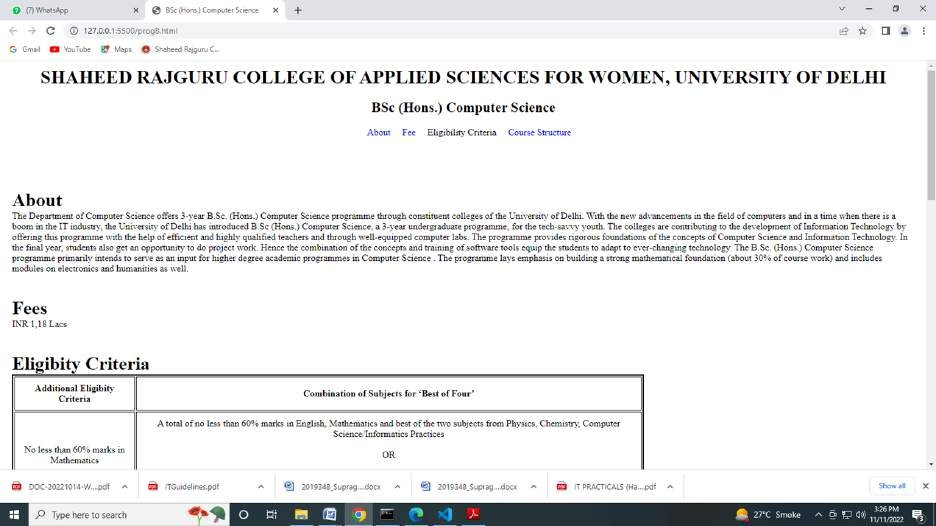 (7) WhatsApp
BSc (Hons.) Computer Science
127.0.0.1:5500/prog8.html
Gmail
YouTube
Maps
Shaheed Rajguru C...
SHAHEED RAJGURU COLLEGE OF APPLIED SCIENCES FOR WOMEN, UNIVERSITY OF DELHI
BSc (Hons.) Computer Science
About Fee Eligibility Criteria Course Structure
About
The Department of Computer Science offers 3-year B.Sc. (Hons.) Computer Science programme through constituent colleges of the University of Delhi. With the new advancements in the field of computers and in a time when there is a
boom in the IT industry, the University of Delhi has introduced B.Sc (Hons.) Computer Science, a 3-year undergraduate programme, for the tech-savvy youth. The colleges are contributing to the development of Information Technology by
offering this programme with the help of efficient and highly qualified teachers and through well-equipped computer labs. The programme provides rigorous foundations of the concepts of Computer Science and Information Technology. In
the final year, students also get an opportunity to do project work. Hence the combination of the concepts and training of software tools equip the students to adapt to ever-changing technology. The B.Sc. (Hons.) Computer Science
programme primarily intends to serve as an input for higher degree academic programmes in Computer Science . The programme lays emphasis on building a strong mathematical foundation (about 30% of course work) and includes
modules on electronics and humanities as well.
Fees
INR 1,18 Lacs
Eligibity Criteria
Additional Eligibity
Criteria
Combination of Subjects for ‘Best of Four’
No less than 60% marks in
Mathematics
A total of no less than 60% marks in English, Mathematics and best of the two subjects from Physics, Chemistry, Computer
Science/Informatics Practices
OR
DOC-20221014-W....pdf
ITGuidelines.pdf
2019348_Suprag....docx
2019348_Suprag....docx
IT PRACTICALS (Ha....pdf
Show all
Type here to search
27°C Smoke
3:26 PM
11/11/2022
3